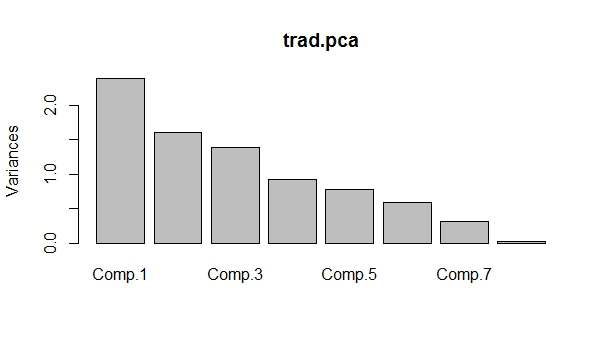 trad.pca
Variances
2.0
1.0
0.0
Comp.1 Comp.3 Comp.5 Comp.7